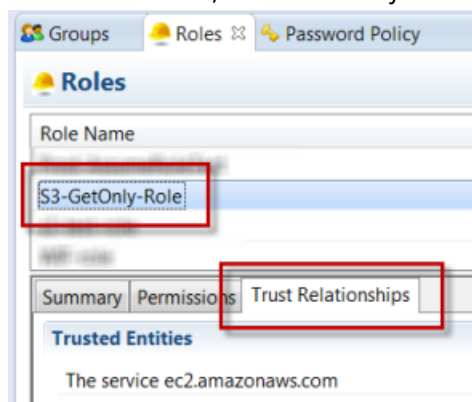 Groups Roles Password Policy
Roles
Role Name
S3-GetOnly-Role
Summary Permissions Trust Relationships
Trusted Entities
The service ec2.amazonaws.com